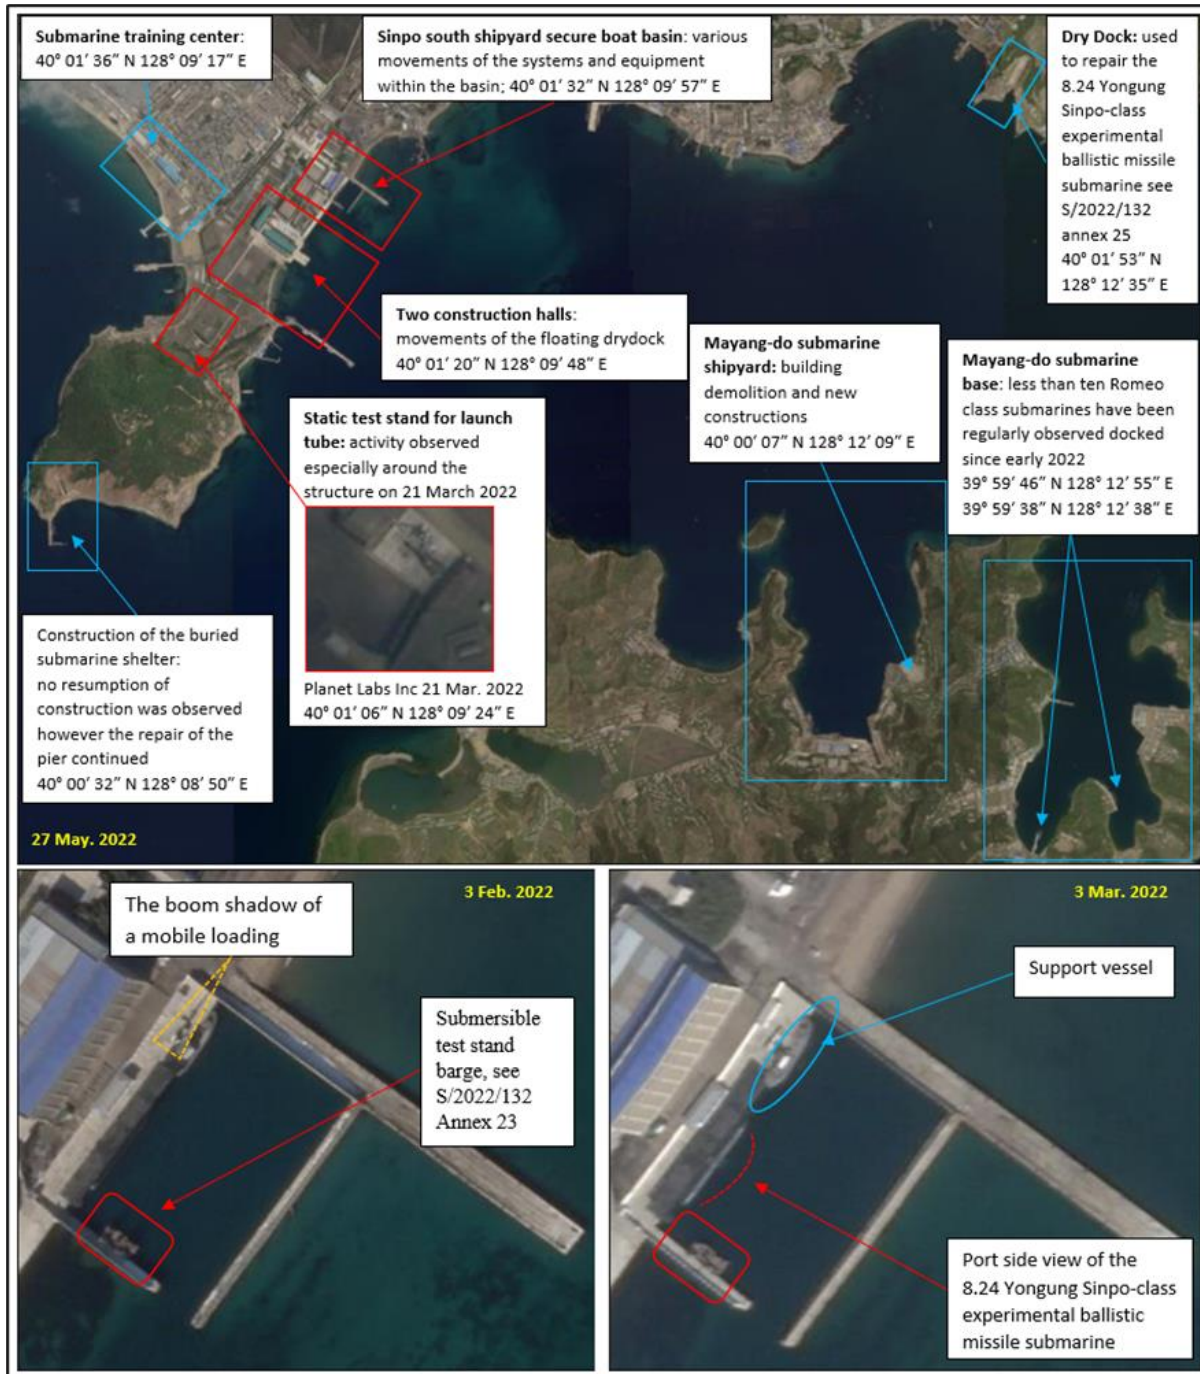 Submarine training center:
40° 01′ 36″ N 128° 09′ 17″ E
Sinpo south shipyard secure boat basin: various
movements of the systems and equipment
within the basin; 40° 01′ 32″ N 128° 09′ 57″ E
Dry Dock: used
to repair the
8.24 Yongung
Sinpo-class
experimental
ballistic missile
submarine see
S/2022/132
annex 25
40° 01′ 53″ N
128° 12′ 35″ E
Two construction halls:
movements of the floating drydock
40° 01′ 20″ N 128° 09′ 48″ E
Mayang-do submarine
shipyard: building
demolition and new
constructions
40° 00′ 07″ N 128° 12′ 09″ E
Mayang-do submarine
base: less than ten Romeo
class submarines have been
regularly observed docked
since early 2022
39° 59′ 46″ N 128° 12′ 55″ E
39° 59′ 38″ N 128° 12′ 38″ E
Static test stand for launch
tube: activity observed
especially around the
structure on 21 March 2022
Planet Labs Inc 21 Mar. 2022
40° 01′ 06″ N 128° 09′ 24″ E
Construction of the buried
submarine shelter:
no resumption of
construction was observed
however the repair of the
pier continued
40° 00′ 32″ N 128° 08′ 50″ E
27 May. 2022
3 Feb. 2022
The boom shadow of
a mobile loading
Submersible
test stand
barge, see
S/2022/132
Annex 23
3 Mar. 2022
Support vessel
Port side view of the
8.24 Yongung Sinpo-class
experimental ballistic
missile submarine